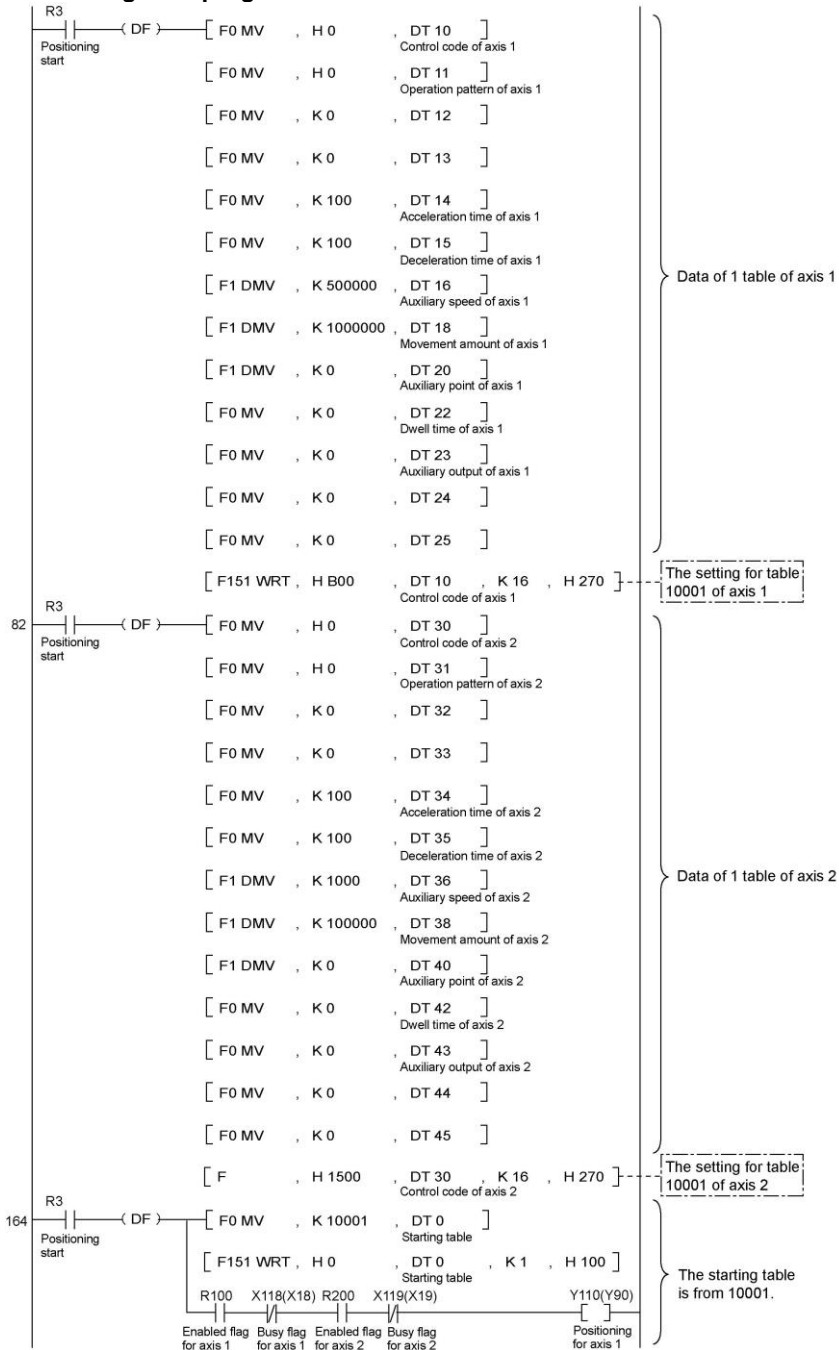 R3
( DF ) [ F0 MV , H 0 , DT 10 ]
Positioning start
Control code of axis 1
[ F0 MV , H 0 , DT 11 ]
Operation pattern of axis 1
[ F0 MV , K 0 , DT 12 ]
[ F0 MV , K 0 , DT 13 ]
[ F0 MV , K 100 , DT 14 ]
Acceleration time of axis 1
[ F0 MV , K 100 , DT 15 ]
Deceleration time of axis 1
[ F1 DMV , K 500000 , DT 16 ]
Auxiliary speed of axis 1
Data of 1 table of axis 1
[ F1 DMV , K 1000000 , DT 18 ]
Movement amount of axis 1
[ F1 DMV , K 0 , DT 20 ]
Auxiliary point of axis 1
[ F0 MV , K 0 , DT 22 ]
Dwell time of axis 1
[ F0 MV , K 0 , DT 23 ]
Auxiliary output of axis 1
[ F0 MV , K 0 , DT 24 ]
[ F0 MV , K 0 , DT 25 ]
[ F151 WRT , H B00 , DT 10 , K 16 , H 270 ]
Control code of axis 1
The setting for table
10001 of axis 1
R3
82 ( DF ) [ F0 MV , H 0 , DT 30 ]
Positioning start
Control code of axis 2
[ F0 MV , H 0 , DT 31 ]
Operation pattern of axis 2
[ F0 MV , K 0 , DT 32 ]
[ F0 MV , K 0 , DT 33 ]
[ F0 MV , K 100 , DT 34 ]
Acceleration time of axis 2
[ F0 MV , K 100 , DT 35 ]
Deceleration time of axis 2
[ F1 DMV , K 1000 , DT 36 ]
Auxiliary speed of axis 2
Data of 1 table of axis 2
[ F1 DMV , K 100000 , DT 38 ]
Movement amount of axis 2
[ F1 DMV , K 0 , DT 40 ]
Auxiliary point of axis 2
[ F0 MV , K 0 , DT 42 ]
Dwell time of axis 2
[ F0 MV , K 0 , DT 43 ]
Auxiliary output of axis 2
[ F0 MV , K 0 , DT 44 ]
[ F0 MV , K 0 , DT 45 ]
[ F , H 1500 , DT 30 , K 16 , H 270 ]
Control code of axis 2
The setting for table
10001 of axis 2
R3
164 ( DF ) [ F0 MV , K 10001 , DT 0 ]
Positioning start
Starting table
[ F151 WRT , H 0 , DT 0 , K 1 , H 100 ]
Starting table
The starting table
is from 10001.
R100 X118(X18) R200 X119(X19) Y110(Y90)
Enabled flag Busy flag Enabled flag Busy flag Positioning
for axis 1 for axis 1 for axis 2 for axis 2 for axis 1